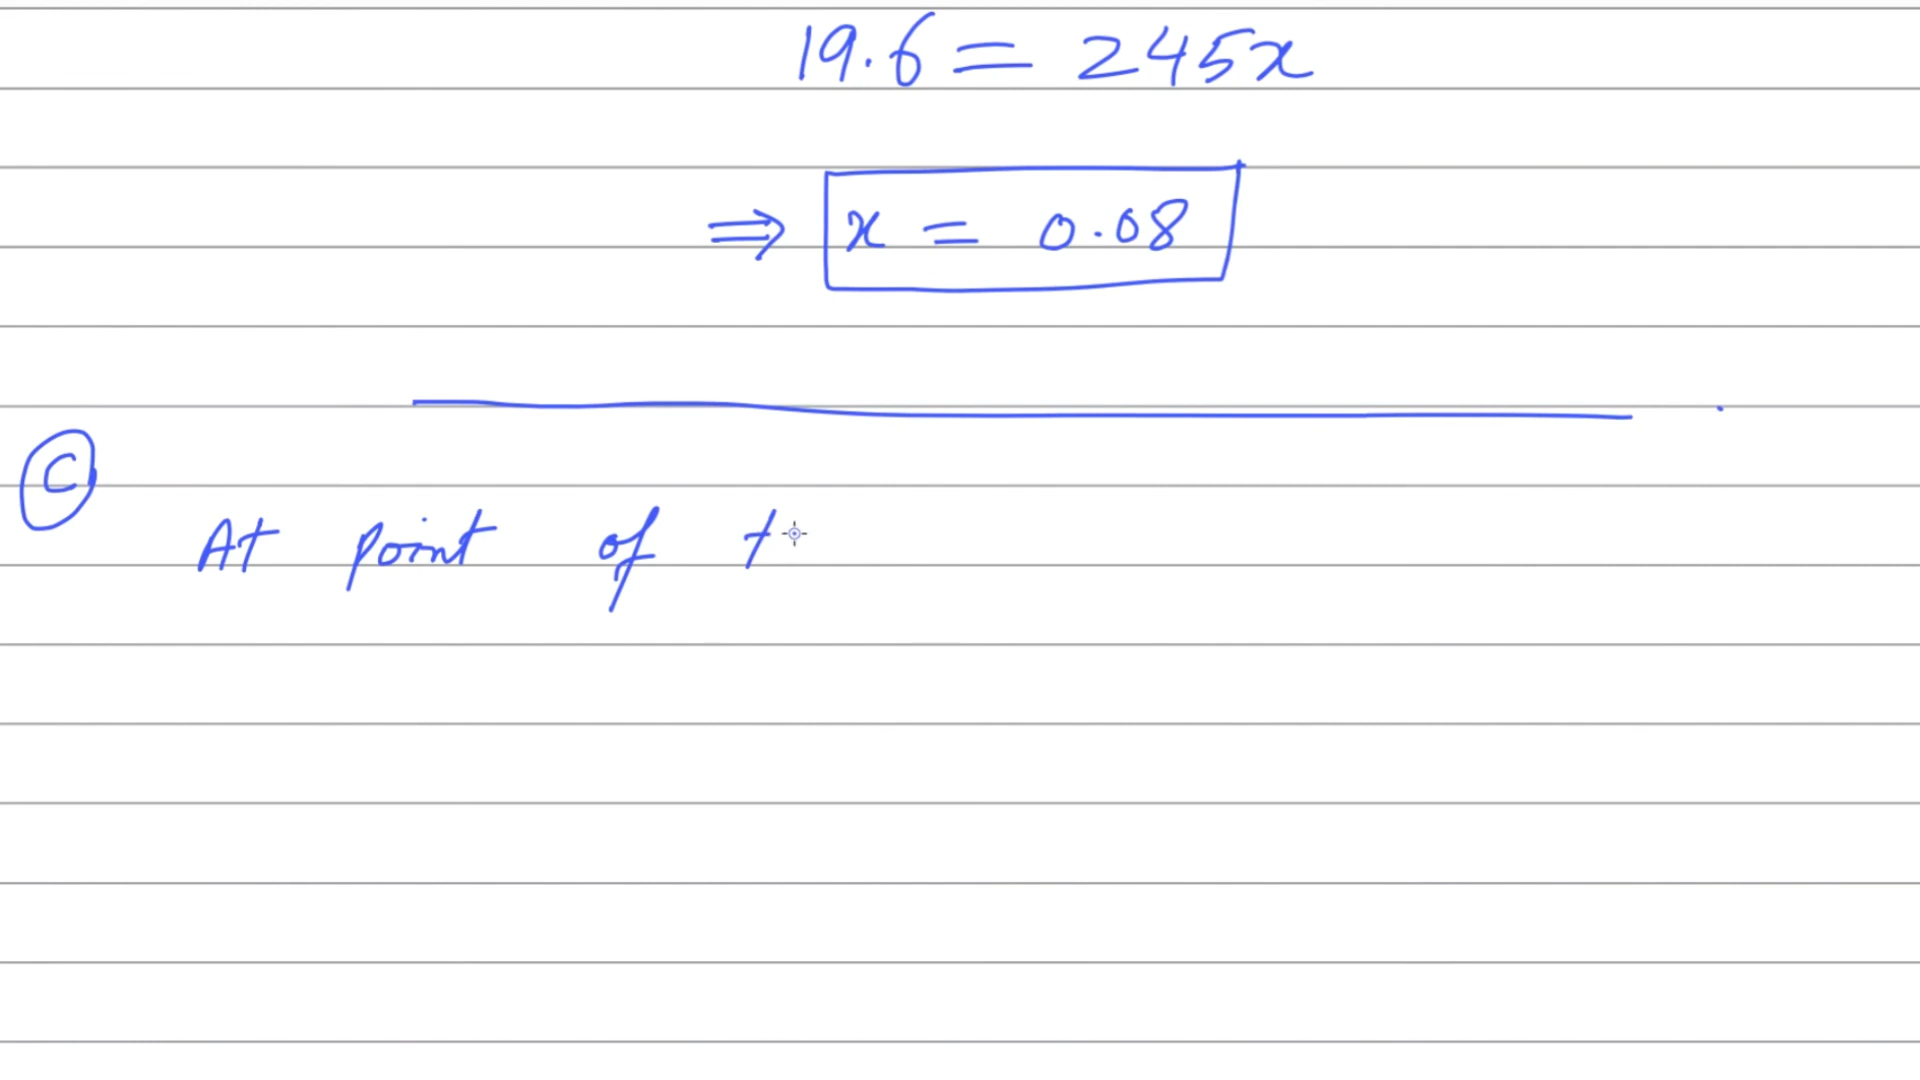 19.6 = 245x
⇒ x = 0.08
C
At point of t